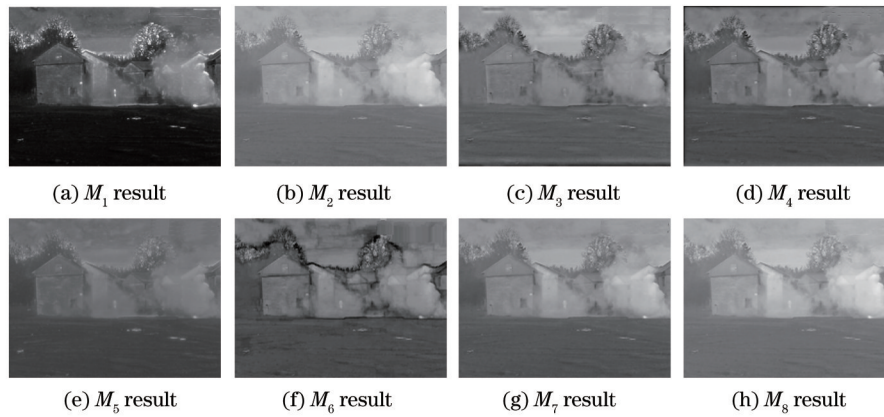 (a) M₁ result
(b) M₂ result
(c) M₃ result
(d) M₄ result
(e) M₅ result
(f) M₆ result
(g) M₇ result
(h) M₈ result